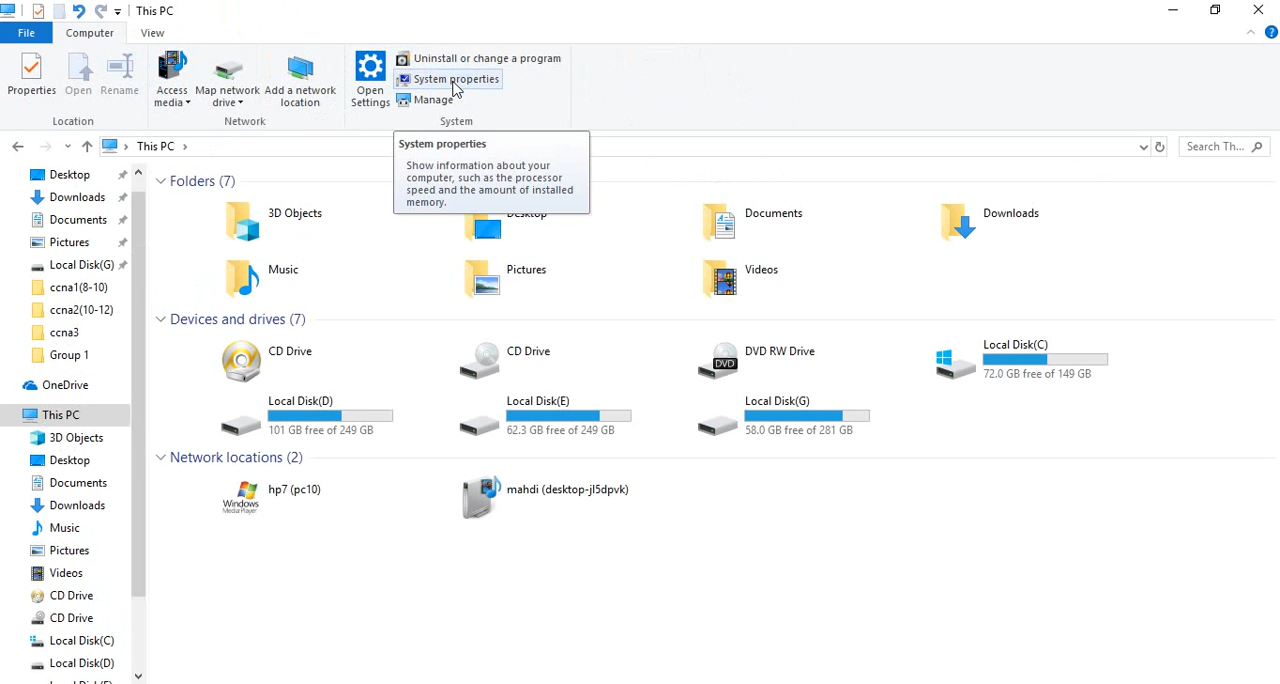 This PC
File
Computer
View
Properties
Open
Rename
Access media
Map network drive
Add a network location
Open Settings
Uninstall or change a program
System properties
Manage
Location
Network
System
This PC
Search Th...
System properties
Show information about your
computer, such as the processor
speed and the amount of installed
memory.
Desktop
Downloads
Documents
Pictures
Local Disk(G)
ccna1(8-10)
ccna2(10-12)
ccna3
Group 1
OneDrive
This PC
3D Objects
Desktop
Documents
Downloads
Music
Pictures
Videos
CD Drive
CD Drive
Local Disk(C)
Local Disk(D)
Folders (7)
3D Objects
Desktop
Documents
Downloads
Music
Pictures
Videos
Devices and drives (7)
CD Drive
CD Drive
DVD
DVD RW Drive
Local Disk(C)
72.0 GB free of 149 GB
Local Disk(D)
101 GB free of 249 GB
Local Disk(E)
62.3 GB free of 249 GB
Local Disk(G)
58.0 GB free of 281 GB
Network locations (2)
Windows
Media Player
hp7 (pc10)
mahdi (desktop-jl5dpvk)